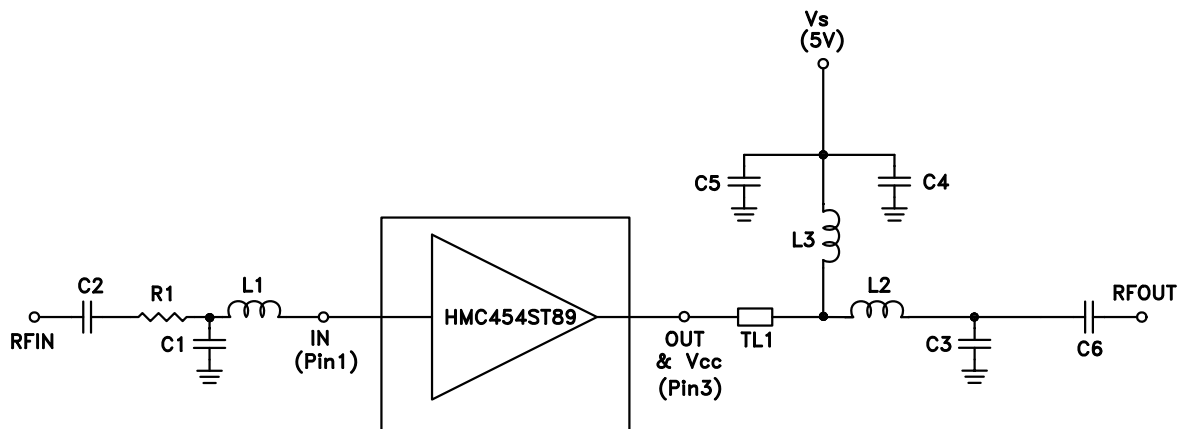 Vs
(5V)
C5
C4
L3
C2
R1
L1
L2
RFOUT
HMC454ST89
RFIN
C1
IN
(Pin1)
OUT
& Vcc
(Pin3)
TL1
C3
C6